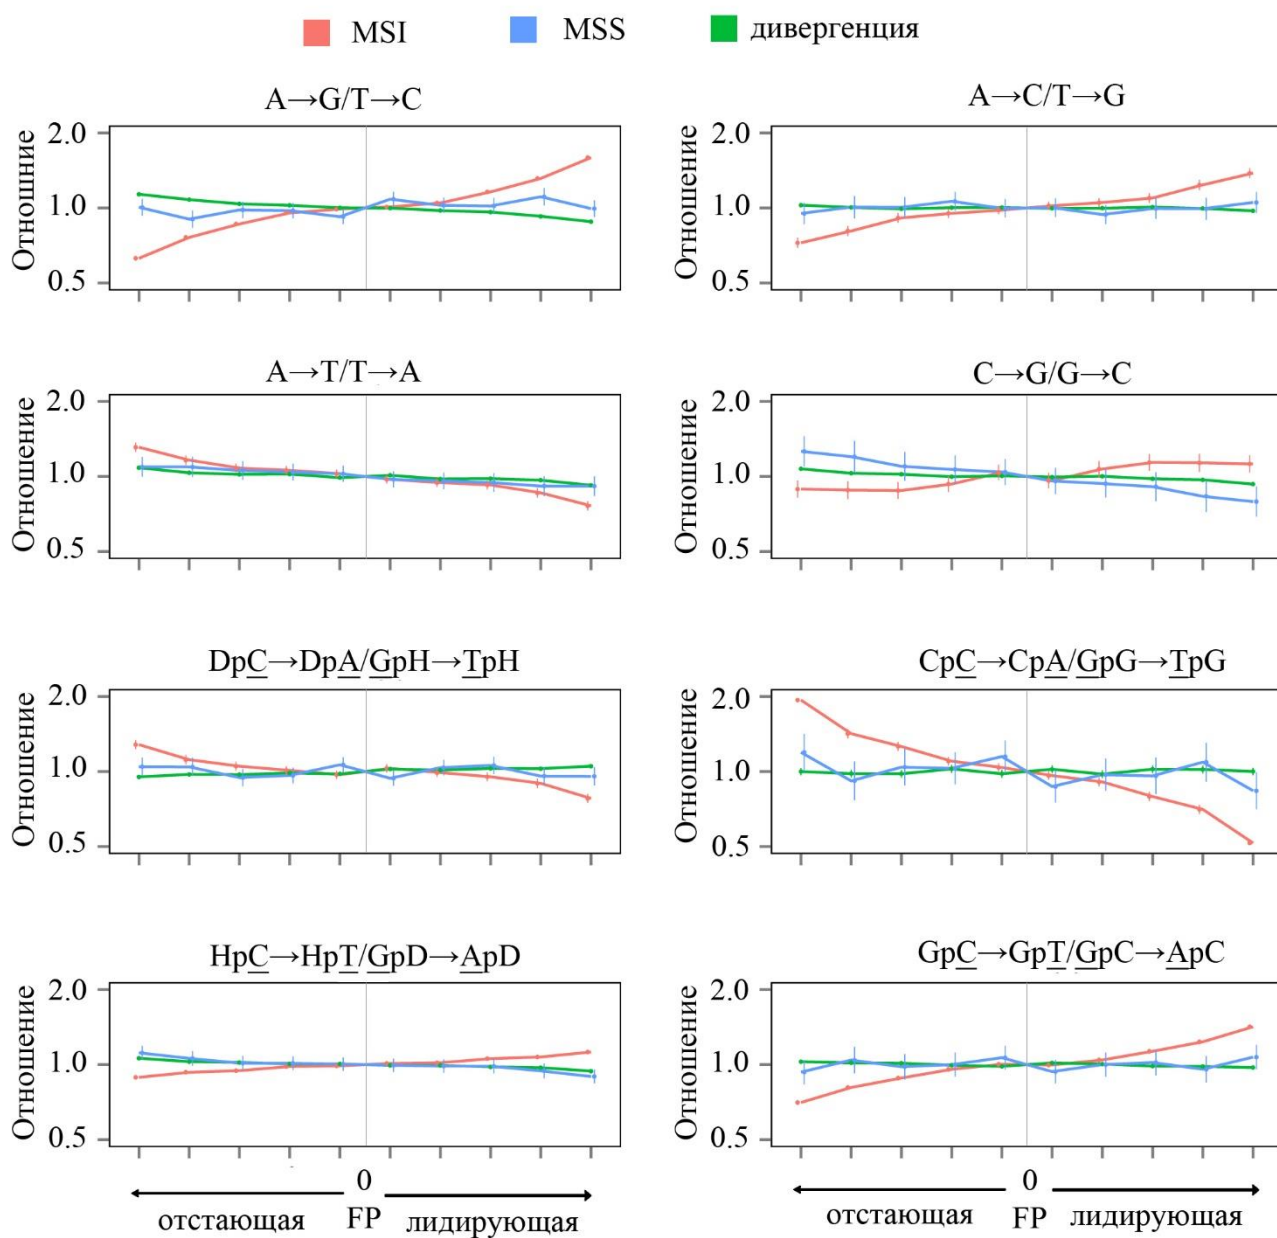 MSI MSS дивергенция
A→G/T→C
A→C/T→G
Отношние
2.0
1.0
0.5
Отношение
2.0
1.0
0.5
A→T/T→A
C→G/G→C
Отношение
2.0
1.0
0.5
Отношение
2.0
1.0
0.5
DpC→DpA/GpH→TpH
CpC→CpA/GpG→TpG
Отношение
2.0
1.0
0.5
Отношение
2.0
1.0
0.5
HpC→HpT/GpD→ApD
GpC→GpT/GpC→ApC
Отношение
2.0
1.0
0.5
Отношение
2.0
1.0
0.5
0
отстающая FP лидирующая
0
отстающая FP лидирующая